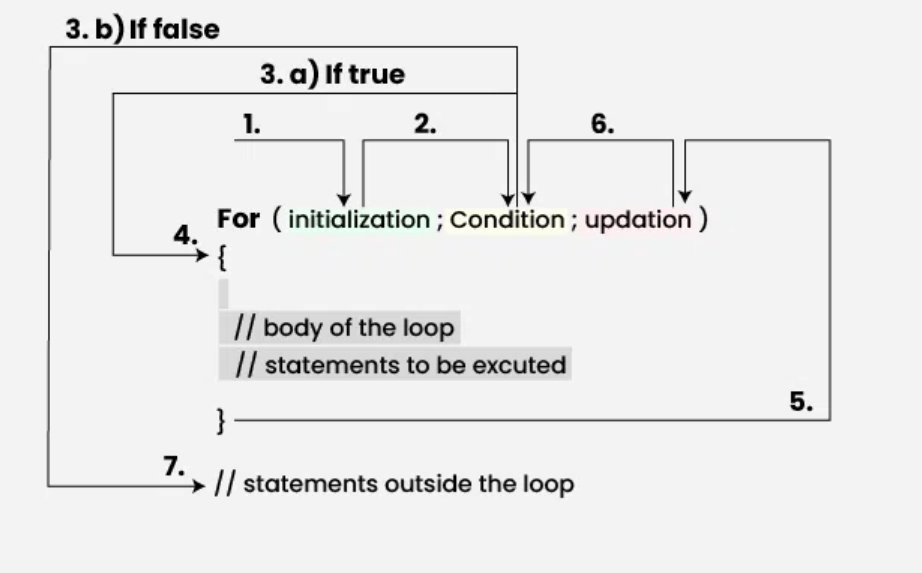 3. b) If false
3. a) If true
1. 2. 6.
For ( initialization ; Condition ; updation )
4.
{
// body of the loop
// statements to be excuted
5.
}
7.
// statements outside the loop